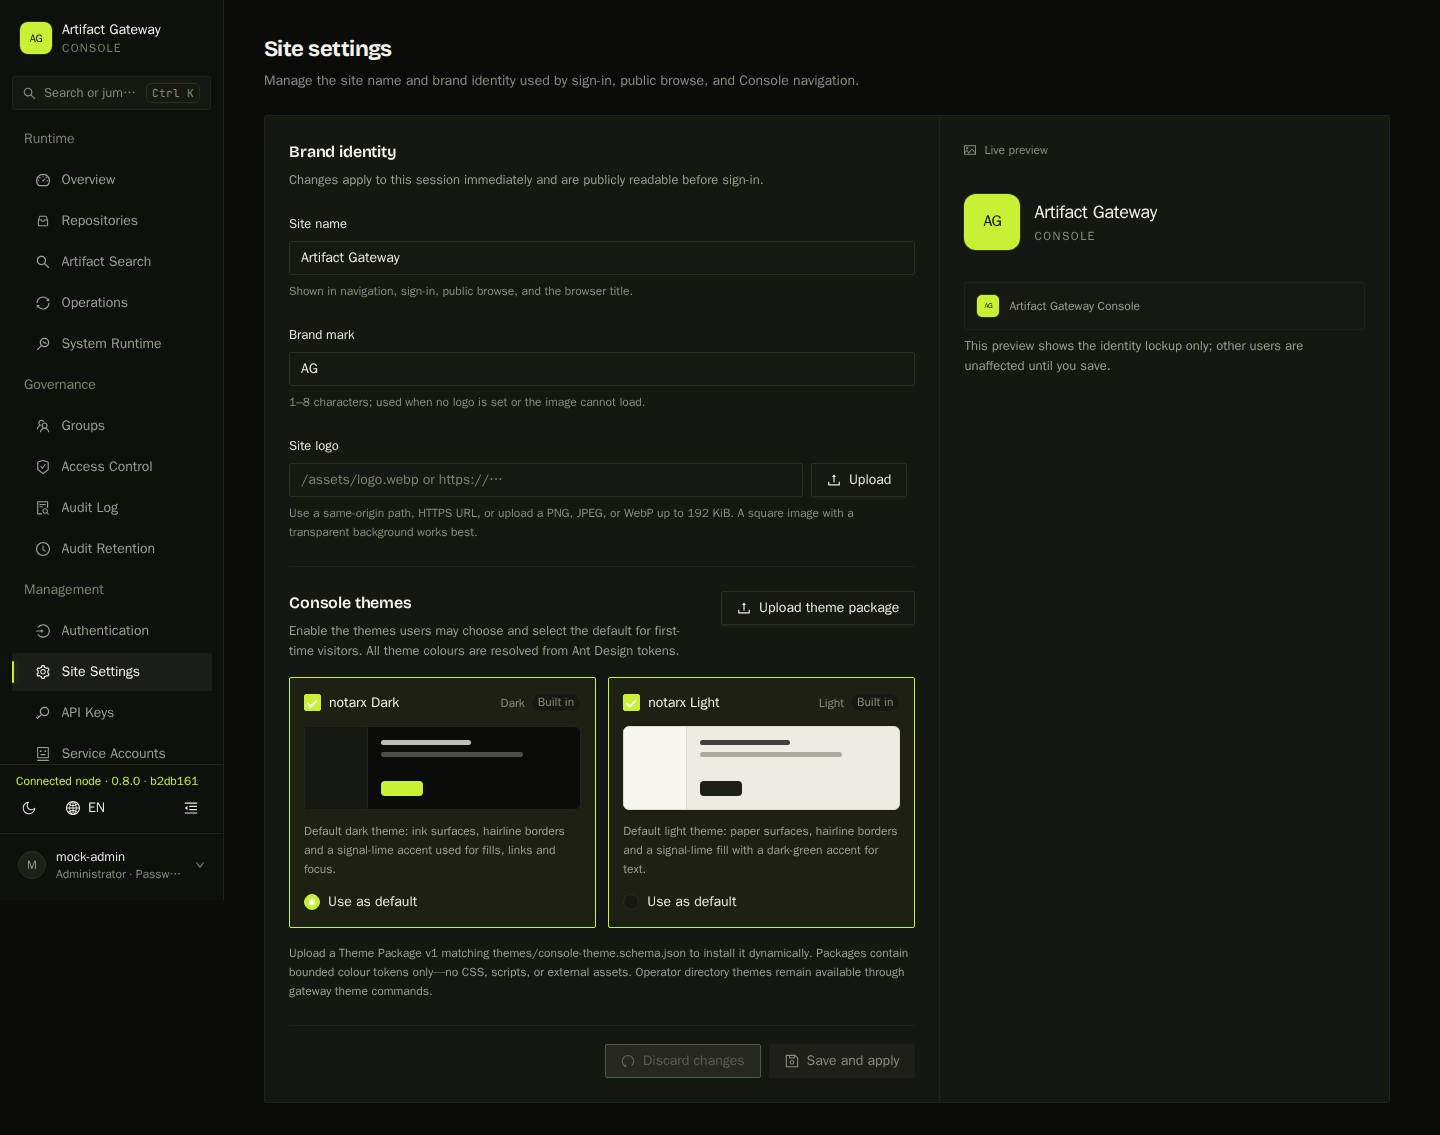 AG
Artifact Gateway
CONSOLE
Search or jum···
Ctrl K
Runtime
Overview
Repositories
Artifact Search
Operations
System Runtime
Governance
Groups
Access Control
Audit Log
Audit Retention
Management
Authentication
Site Settings
API Keys
Service Accounts
Connected node · 0.8.0 · b2db161
EN
M
mock-admin
Administrator · Passw···
Site settings
Manage the site name and brand identity used by sign-in, public browse, and Console navigation.
Brand identity
Changes apply to this session immediately and are publicly readable before sign-in.
Site name
Artifact Gateway
Shown in navigation, sign-in, public browse, and the browser title.
Brand mark
AG
1–8 characters; used when no logo is set or the image cannot load.
Site logo
/assets/logo.webp or https://···
Upload
Use a same-origin path, HTTPS URL, or upload a PNG, JPEG, or WebP up to 192 KiB. A square image with a
transparent background works best.
Console themes
Upload theme package
Enable the themes users may choose and select the default for first-
time visitors. All theme colours are resolved from Ant Design tokens.
notarx Dark
Dark
Built in
Default dark theme: ink surfaces, hairline borders
and a signal-lime accent used for fills, links and
focus.
Use as default
notarx Light
Light
Built in
Default light theme: paper surfaces, hairline borders
and a signal-lime fill with a dark-green accent for
text.
Use as default
Upload a Theme Package v1 matching themes/console-theme.schema.json to install it dynamically. Packages contain
bounded colour tokens only—no CSS, scripts, or external assets. Operator directory themes remain available through
gateway theme commands.
Discard changes
Save and apply
Live preview
AG
Artifact Gateway
CONSOLE
AG
Artifact Gateway Console
This preview shows the identity lockup only; other users are
unaffected until you save.